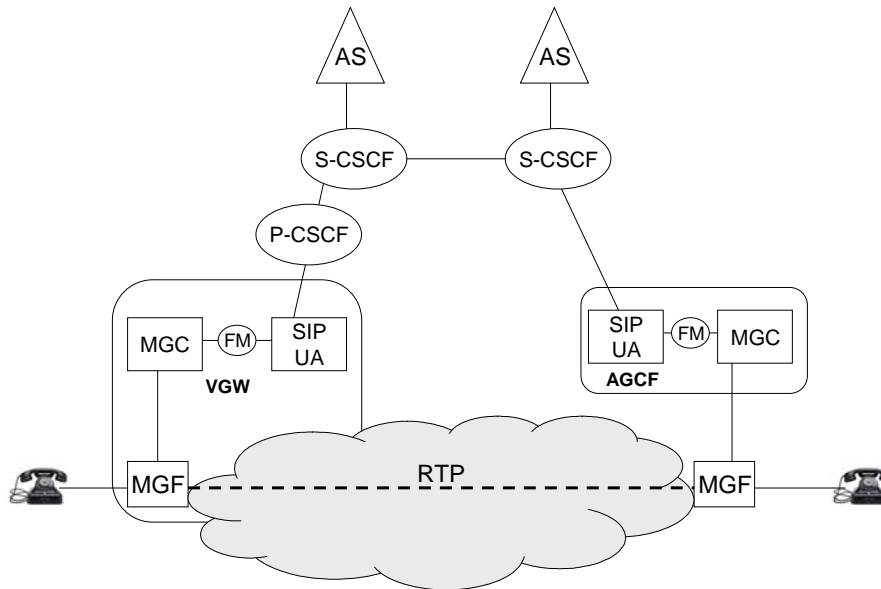 AS
AS
S-CSCF
S-CSCF
P-CSCF
MGC
FM
SIP
UA
VGW
SIP
UA
FM
MGC
AGCF
RTP
MGF
MGF